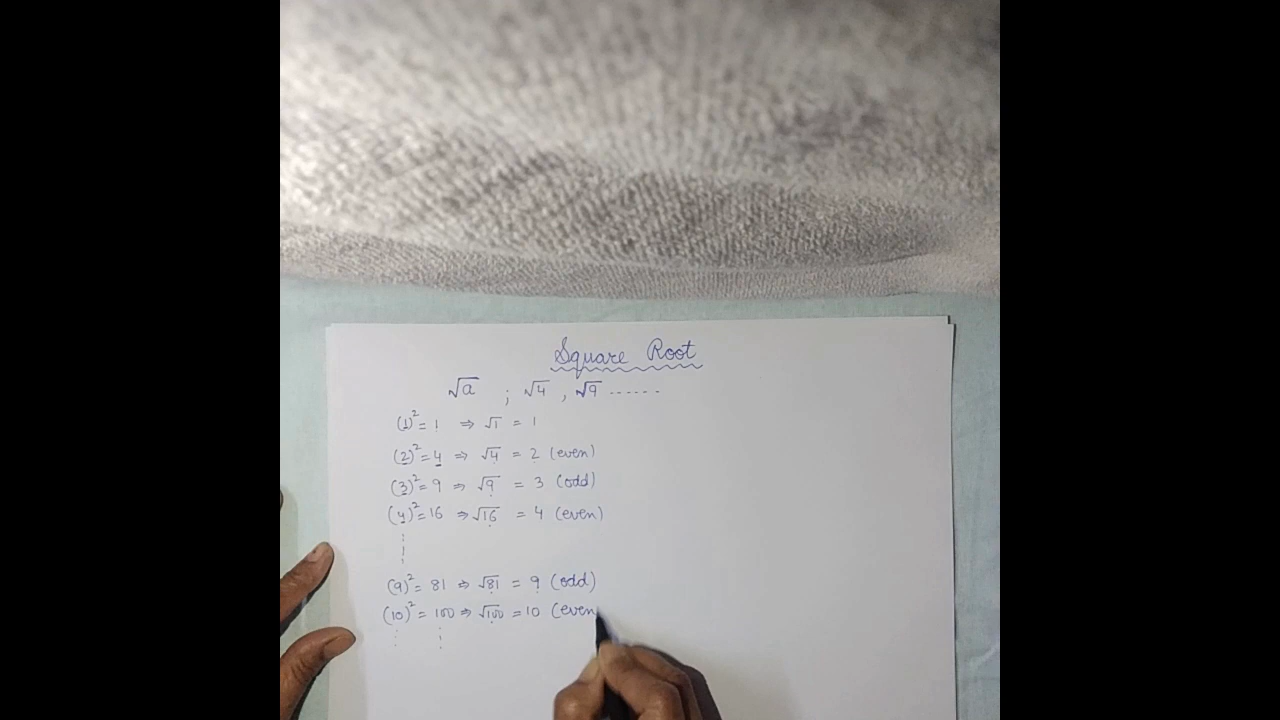 Square Root
√a ; √4 , √9 ......
(1)² = 1 ⇒ √1 = 1
(2)² = 4 ⇒ √4 = 2 (even)
(3)² = 9 ⇒ √9 = 3 (odd)
(4)² = 16 ⇒ √16 = 4 (even)
(9)² = 81 ⇒ √81 = 9 (odd)
(10)² = 100 ⇒ √100 = 10 (even